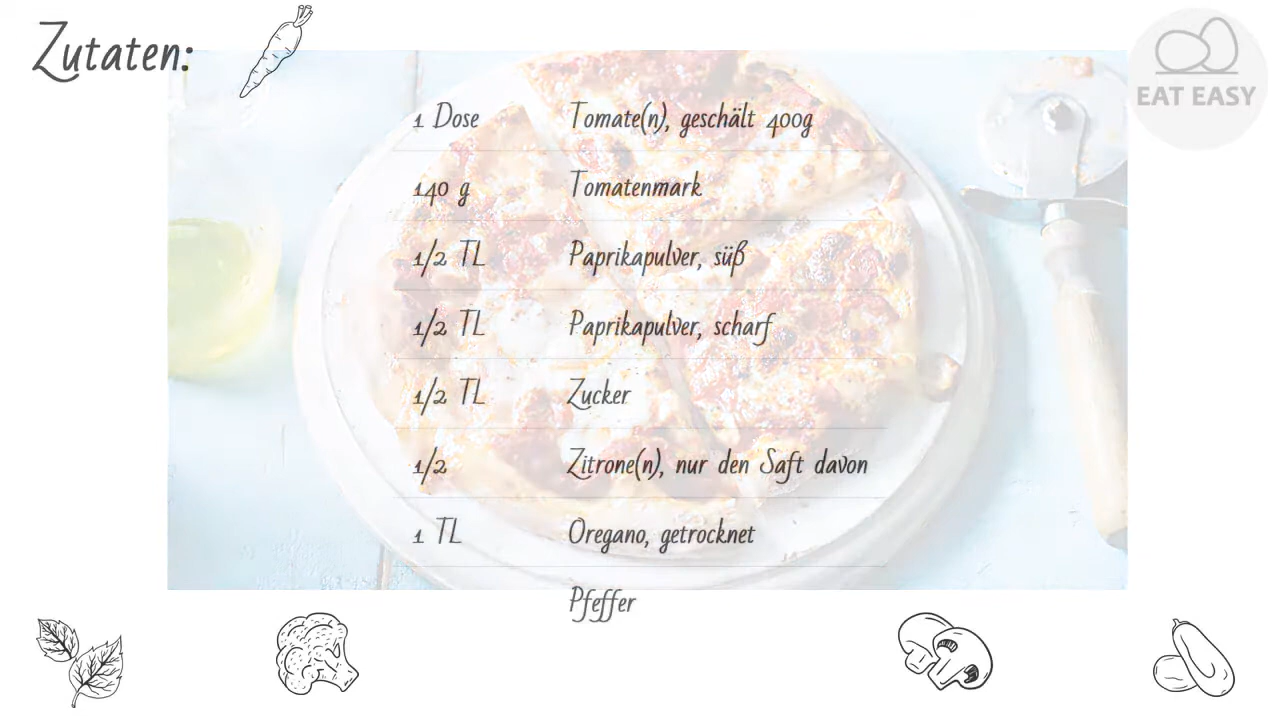 Zutaten:
EAT EASY
1 Dose Tomate(n), geschält 400g
140 g Tomatenmark
1/2 TL Paprikapulver, süß
1/2 TL Paprikapulver, scharf
1/2 TL Zucker
1/2 Zitrone(n), nur den Saft davon
1 TL Oregano, getrocknet
Pfeffer